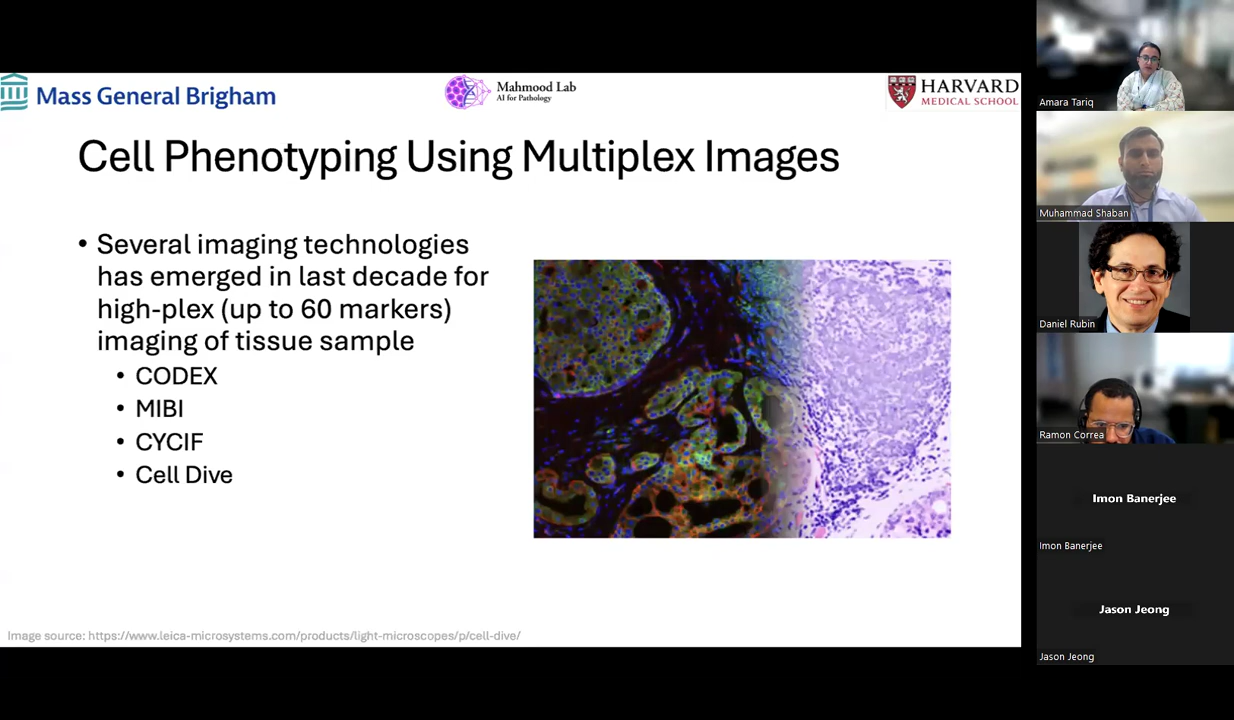 Mass General Brigham
Mahmood Lab
AI for Pathology
HARVARD
MEDICAL SCHOOL
Cell Phenotyping Using Multiplex Images
• Several imaging technologies
has emerged in last decade for
high-plex (up to 60 markers)
imaging of tissue sample
• CODEX
• MIBI
• CYCIF
• Cell Dive
Image source: https://www.leica-microsystems.com/products/light-microscopes/p/cell-dive/
Amara Tariq
Muhammad Shaban
Daniel Rubin
Ramon Correa
Imon Banerjee
Imon Banerjee
Jason Jeong
Jason Jeong